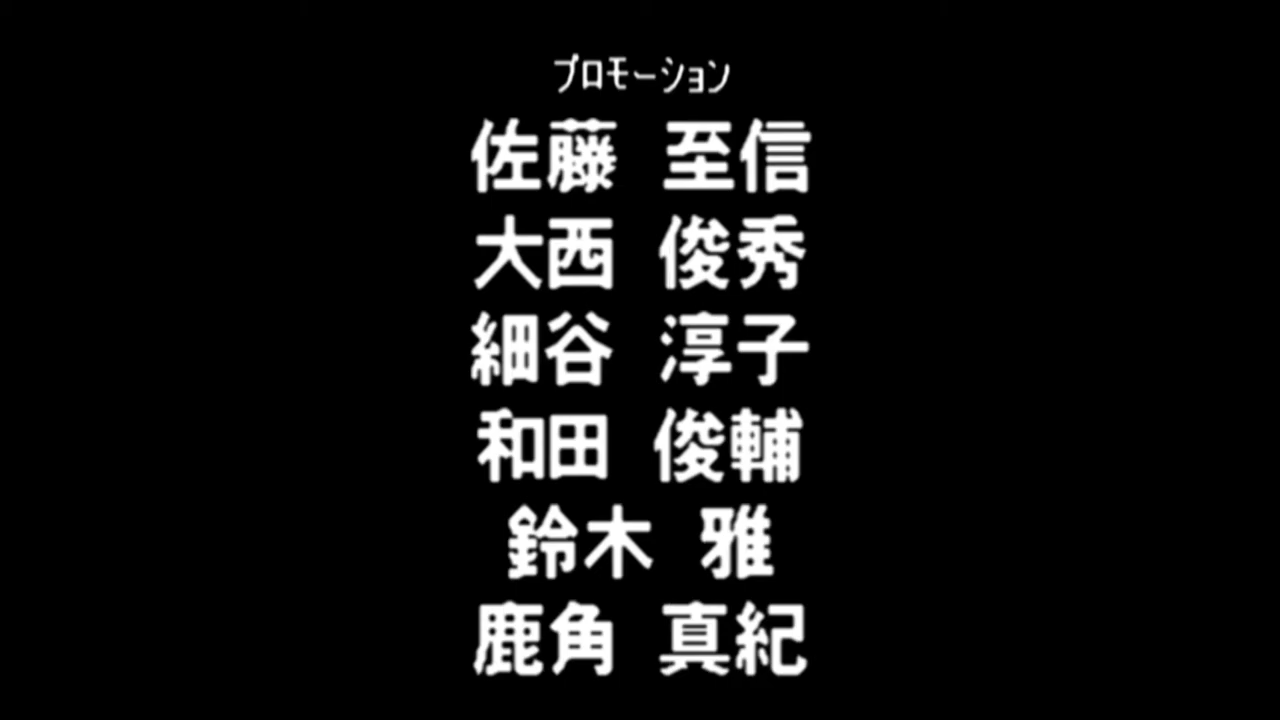 プロモーション
佐藤 至信
大西 俊秀
細谷 淳子
和田 俊輔
鈴木 雅
鹿角 真紀